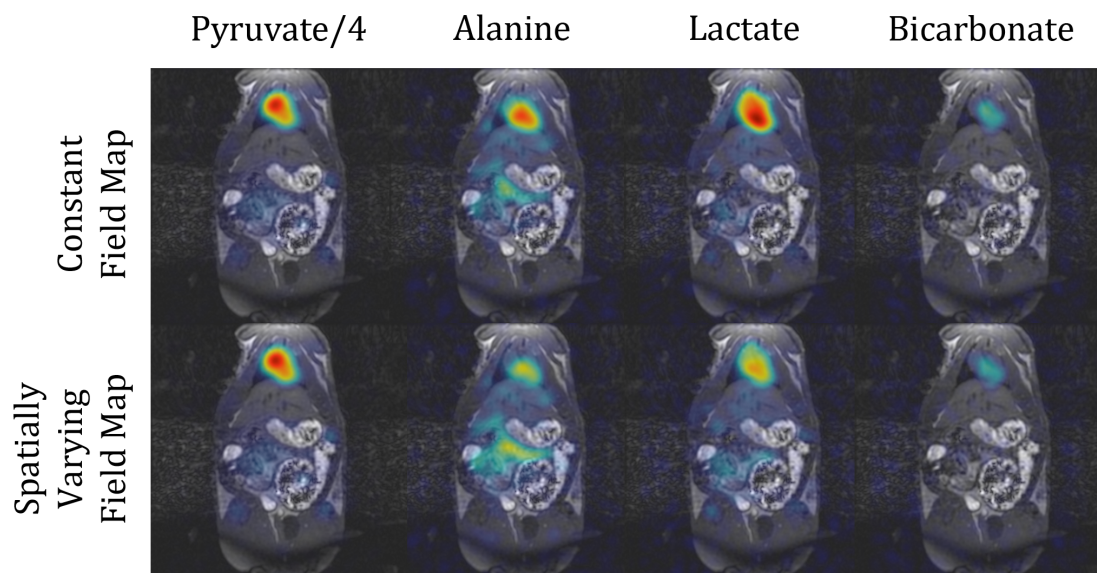 Pyruvate/4 Alanine Lactate Bicarbonate
Constant
Field Map
Spatially
Varying
Field Map